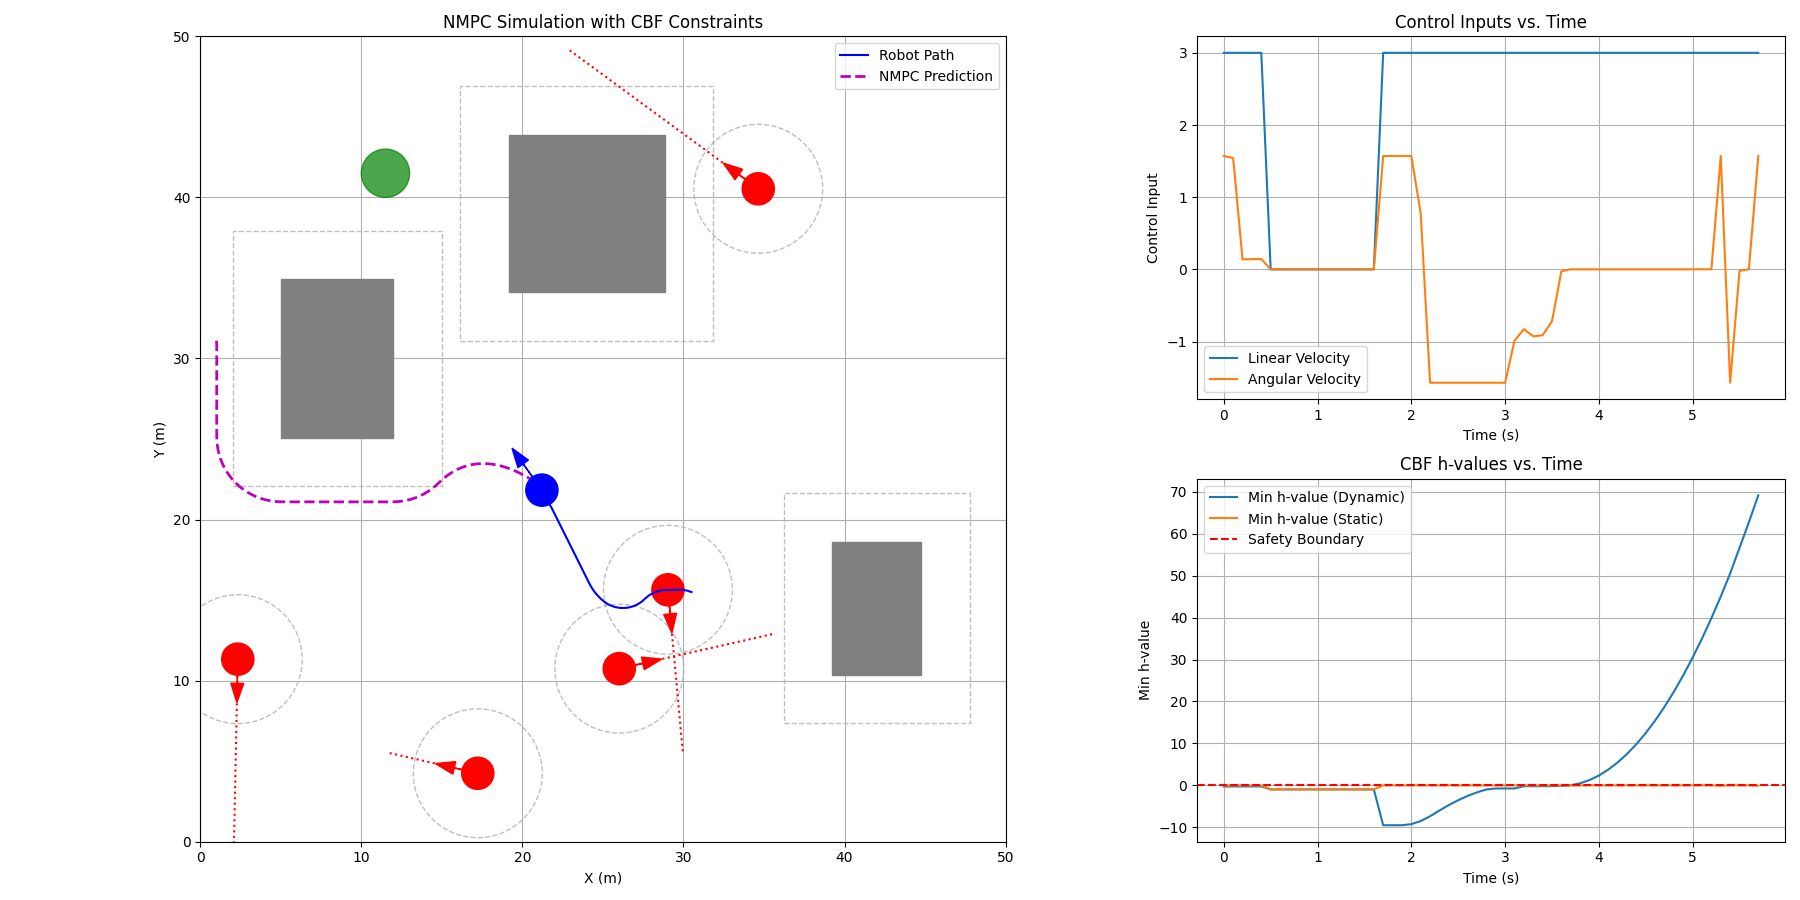 NMPC Simulation with CBF Constraints
50
40
30
20
10
0
Y (m)
Robot Path
NMPC Prediction
0 10 20 30 40 50
X (m)
Control Inputs vs. Time
3
2
1
0
−1
Control Input
Linear Velocity
Angular Velocity
0 1 2 3 4 5
Time (s)
CBF h-values vs. Time
70
60
50
40
30
20
10
0
−10
Min h-value
Min h-value (Dynamic)
Min h-value (Static)
Safety Boundary
0 1 2 3 4 5
Time (s)